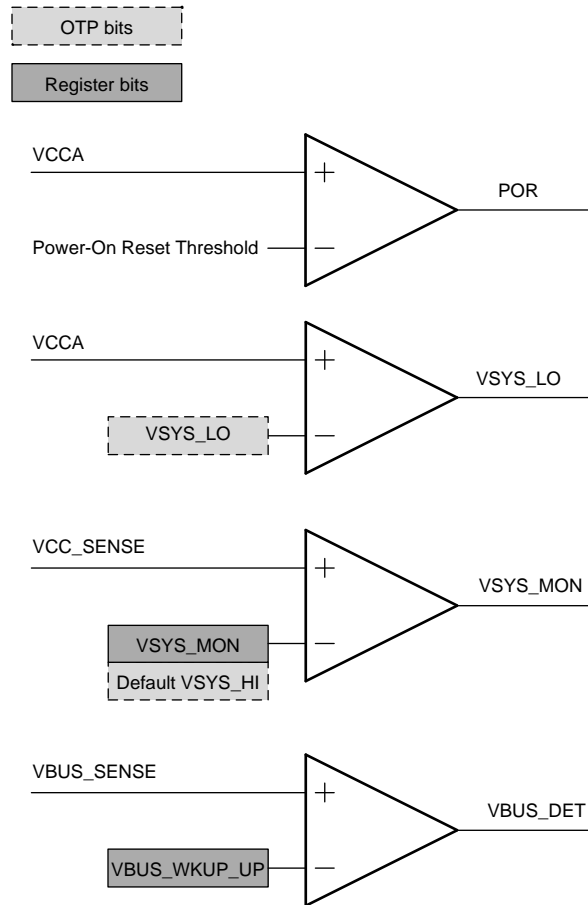 OTP bits
Register bits
VCCA
POR
Power-On Reset Threshold
VCCA
VSYS_LO
VSYS_LO
VCC_SENSE
VSYS_MON
VSYS_MON
Default VSYS_HI
VBUS_SENSE
VBUS_DET
VBUS_WKUP_UP